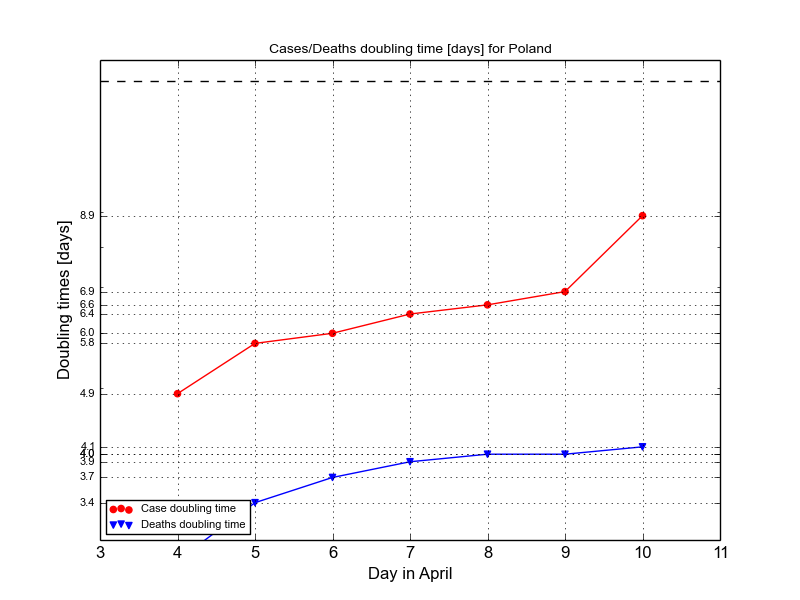 Cases/Deaths doubling time [days] for Poland
Doubling times [days]
8.9
6.9
6.6
6.4
6.0
5.8
4.9
4.1
4.0
3.9
3.7
3.4
Case doubling time
Deaths doubling time
3 4 5 6 7 8 9 10 11
Day in April